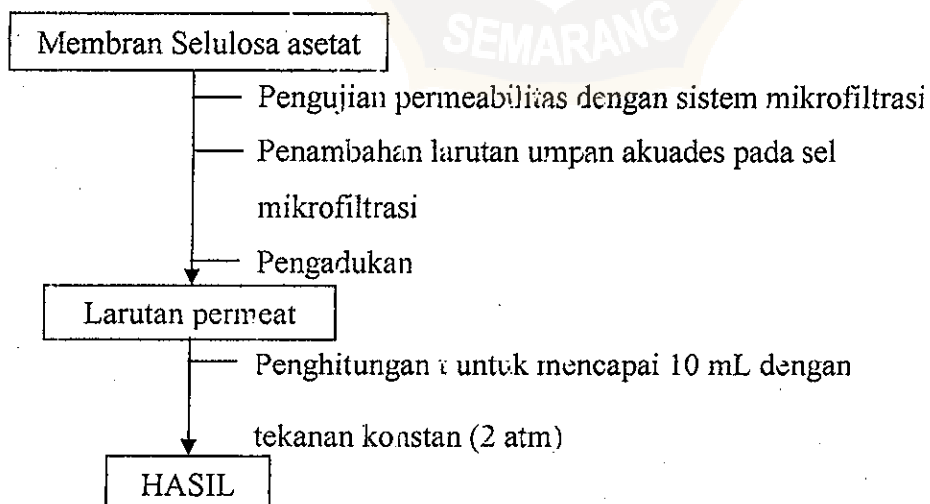 SEMARANG
Membran Selulosa asetat
Pengujian permeabilitas dengan sistem mikrofiltrasi
Penambahan larutan umpan akuades pada sel
mikrofiltrasi
Pengadukan
Larutan permeat
Penghitungan t untuk mencapai 10 mL dengan
tekanan konstan (2 atm)
HASIL